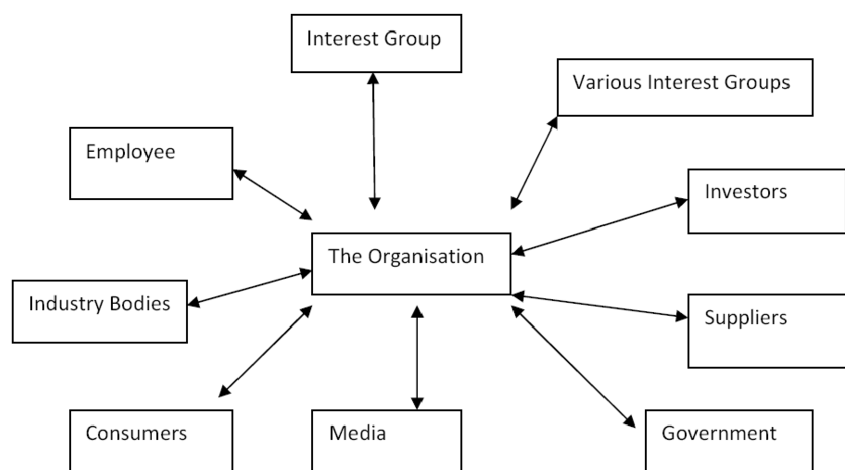 Interest Group
Various Interest Groups
Employee
Investors
The Organisation
Industry Bodies
Suppliers
Consumers
Media
Government